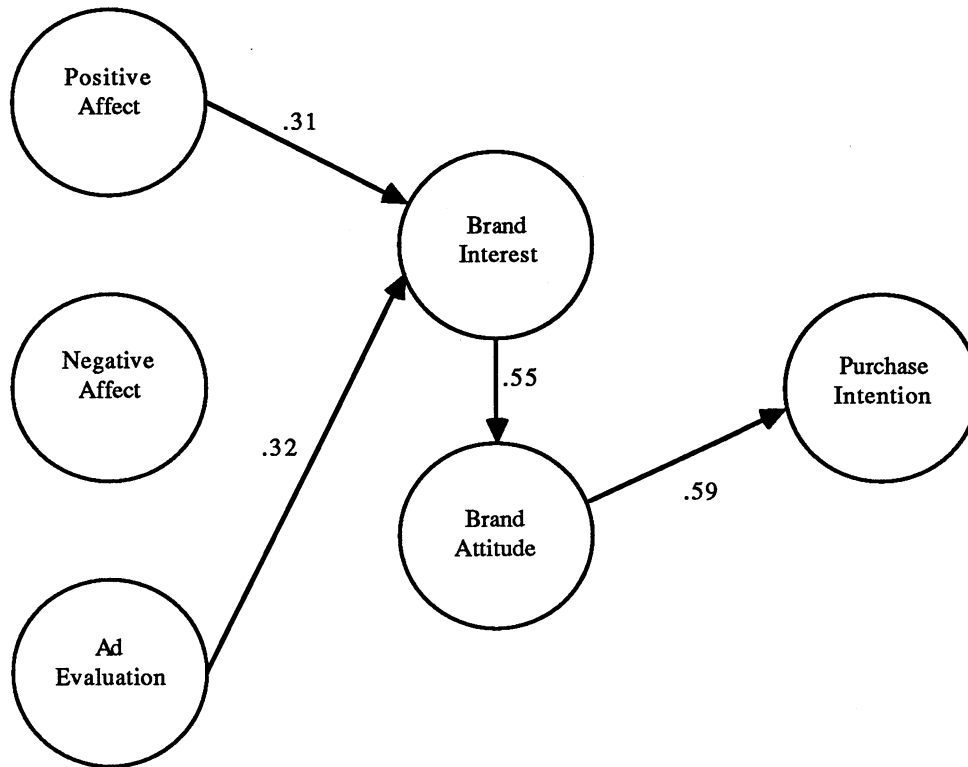 Positive
Affect
.31
Brand
Interest
Negative
Affect
.55
Purchase
Intention
.32
.59
Brand
Attitude
Ad
Evaluation